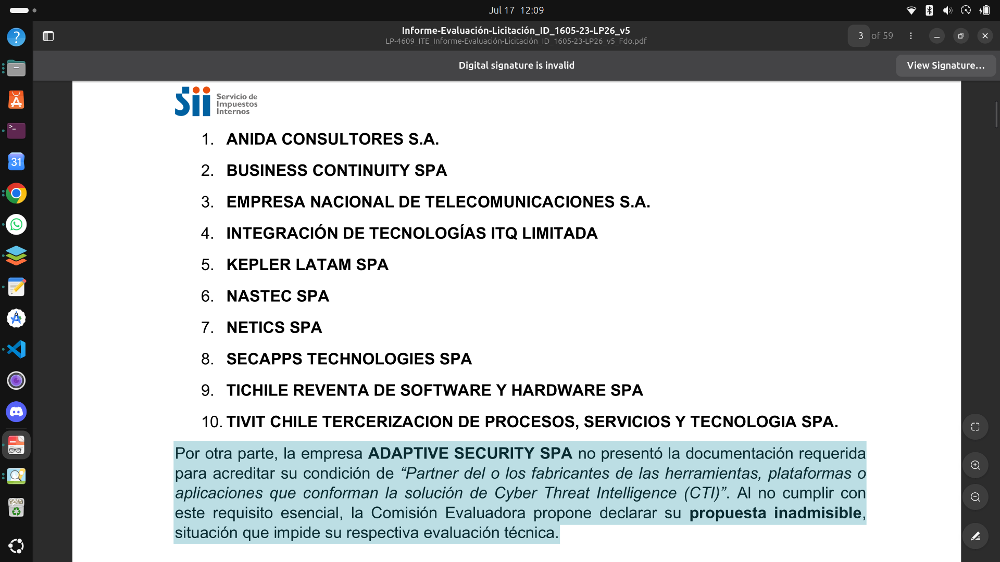 Jul 17 12:09
Informe-Evaluación-Licitación_ID_1605-23-LP26_v5
LP-4609_ITE_Informe-Evaluación-Licitación_ID_1605-23-LP26_v5_Fdo.pdf
3 of 59
Digital signature is invalid
View Signature...
31
Sii Servicio de
Impuestos
Internos
1. ANIDA CONSULTORES S.A.
2. BUSINESS CONTINUITY SPA
3. EMPRESA NACIONAL DE TELECOMUNICACIONES S.A.
4. INTEGRACIÓN DE TECNOLOGÍAS ITQ LIMITADA
5. KEPLER LATAM SPA
6. NASTEC SPA
7. NETICS SPA
8. SECAPPS TECHNOLOGIES SPA
9. TICHILE REVENTA DE SOFTWARE Y HARDWARE SPA
10. TIVIT CHILE TERCERIZACION DE PROCESOS, SERVICIOS Y TECNOLOGIA SPA.
Por otra parte, la empresa ADAPTIVE SECURITY SPA no presentó la documentación requerida
para acreditar su condición de “Partner del o los fabricantes de las herramientas, plataformas o
aplicaciones que conforman la solución de Cyber Threat Intelligence (CTI)”. Al no cumplir con
este requisito esencial, la Comisión Evaluadora propone declarar su propuesta inadmisible,
situación que impide su respectiva evaluación técnica.